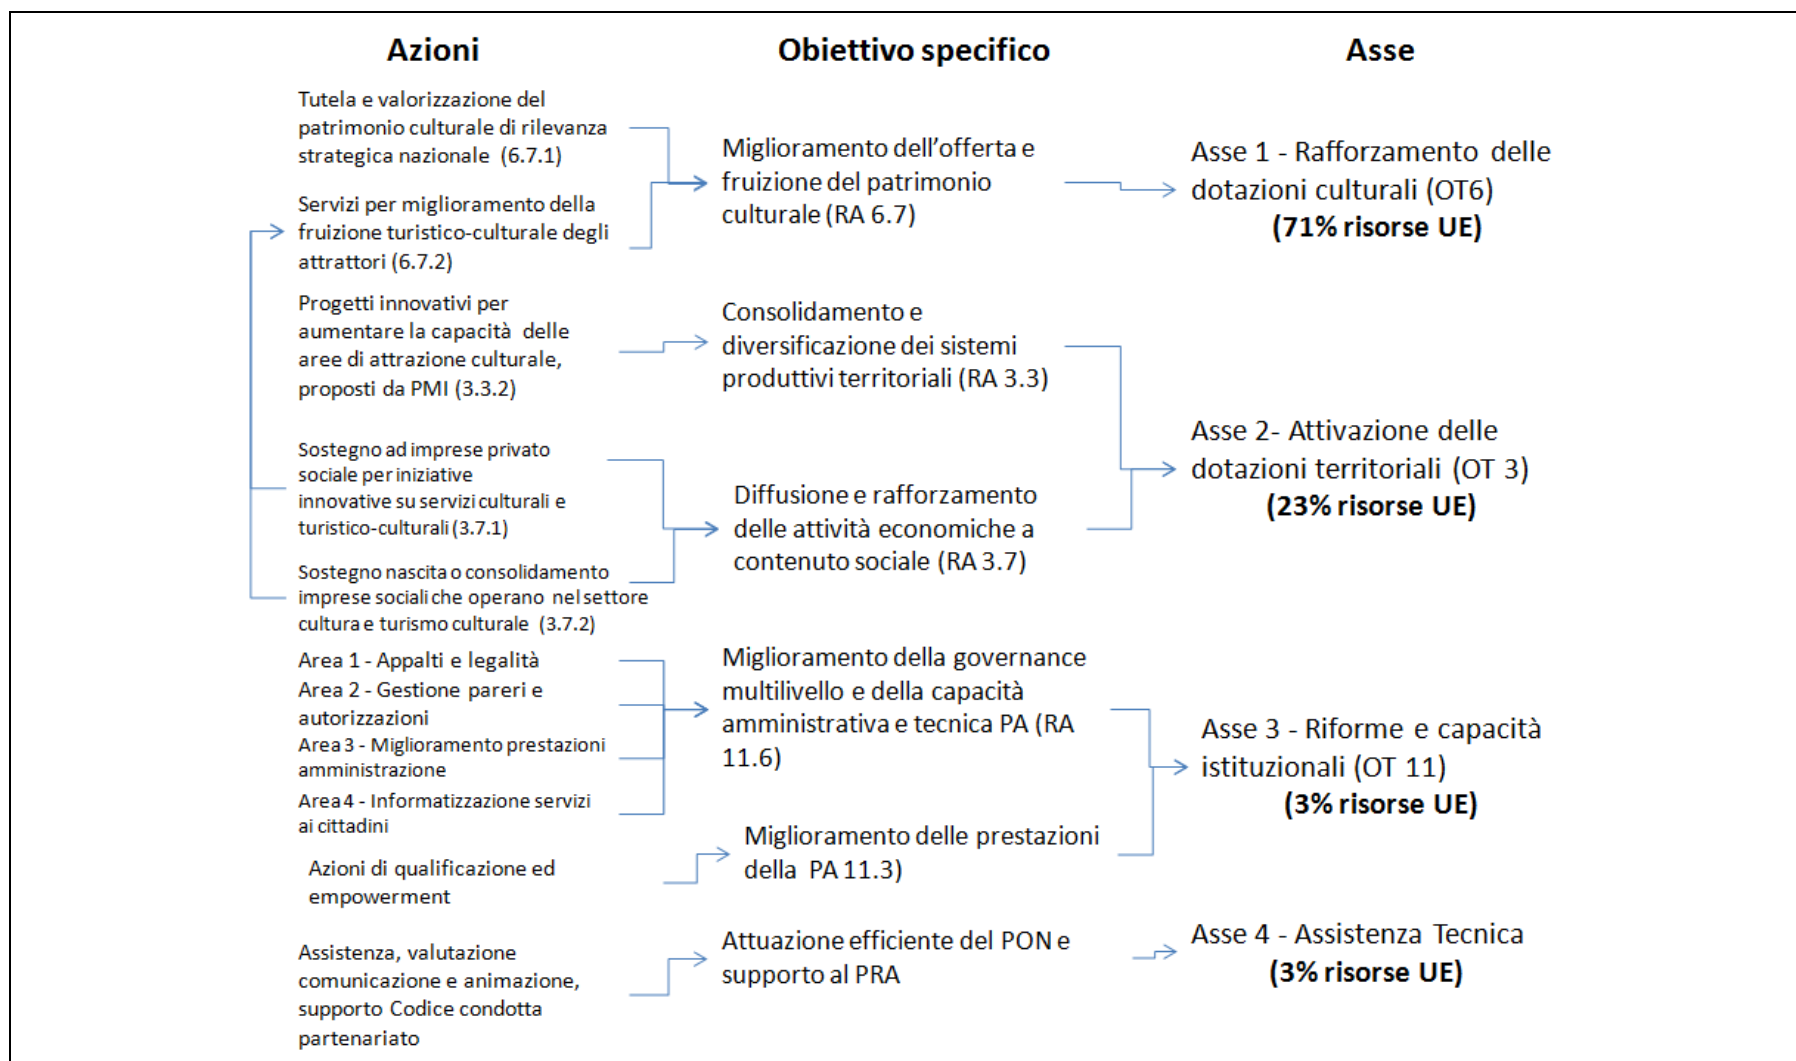 Azioni
Obiettivo specifico
Asse
Tutela e valorizzazione del
patrimonio culturale di rilevanza
strategica nazionale (6.7.1)
Servizi per miglioramento della
fruizione turistico-culturale degli
attrattori (6.7.2)
Miglioramento dell'offerta e
fruizione del patrimonio
culturale (RA 6.7)
Asse 1 - Rafforzamento delle
dotazioni culturali (OT6)
(71% risorse UE)
Progetti innovativi per
aumentare la capacità delle
aree di attrazione culturale,
proposti da PMI (3.3.2)
Consolidamento e
diversificazione dei sistemi
produttivi territoriali (RA 3.3)
Sostegno ad imprese privato
sociale per iniziative
innovative su servizi culturali e
turistico-culturali (3.7.1)
Sostegno nascita o consolidamento
imprese sociali che operano nel settore
cultura e turismo culturale (3.7.2)
Diffusione e rafforzamento
delle attività economiche a
contenuto sociale (RA 3.7)
Asse 2- Attivazione delle
dotazioni territoriali (OT 3)
(23% risorse UE)
Area 1 - Appalti e legalità
Area 2 - Gestione pareri e
autorizzazioni
Area 3 - Miglioramento prestazioni
amministrazione
Area 4 - Informatizzazione servizi
ai cittadini
Miglioramento della governance
multilivello e della capacità
amministrativa e tecnica PA (RA
11.6)
Azioni di qualificazione ed
empowerment
Miglioramento delle prestazioni
della PA 11.3)
Asse 3 - Riforme e capacità
istituzionali (OT 11)
(3% risorse UE)
Assistenza, valutazione
comunicazione e animazione,
supporto Codice condotta
partenariato
Attuazione efficiente del PON e
supporto al PRA
Asse 4 - Assistenza Tecnica
(3% risorse UE)